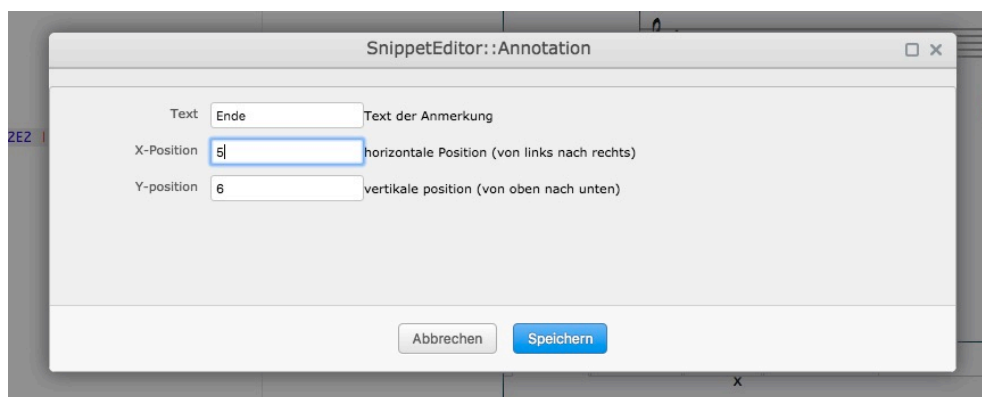 SnippetEditor::Annotation
Text Ende Text der Anmerkung
2E2 |
X-Position 5 horizontale Position (von links nach rechts)
Y-position 6 vertikale position (von oben nach unten)
Abbrechen Speichern
X